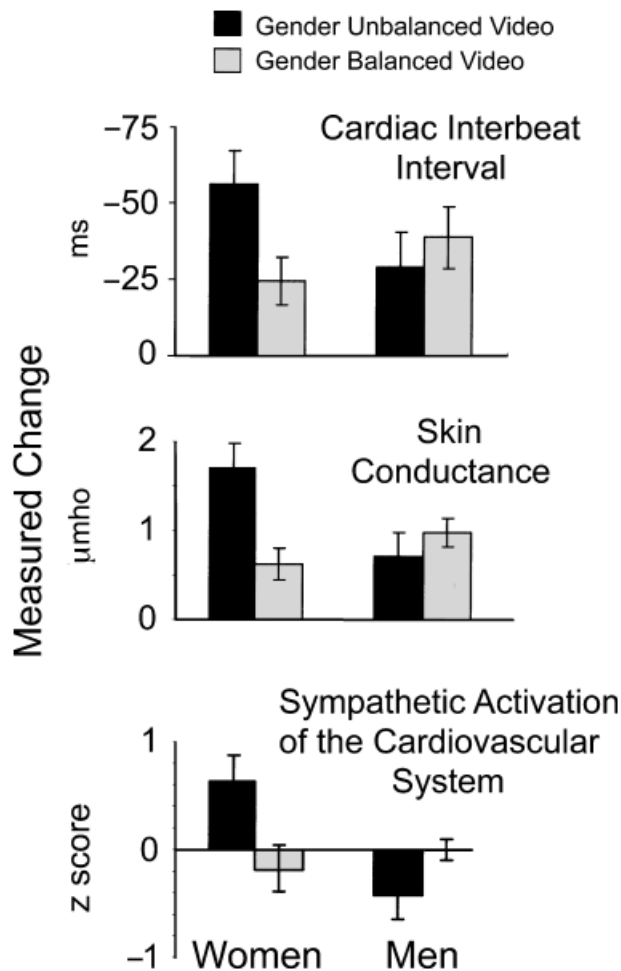 Gender Unbalanced Video
Gender Balanced Video
Measured Change
Cardiac Interbeat
Interval
ms
−75
−50
−25
0
Skin
Conductance
µmho
2
1
0
Sympathetic Activation
of the Cardiovascular
System
z score
1
0
−1
Women Men